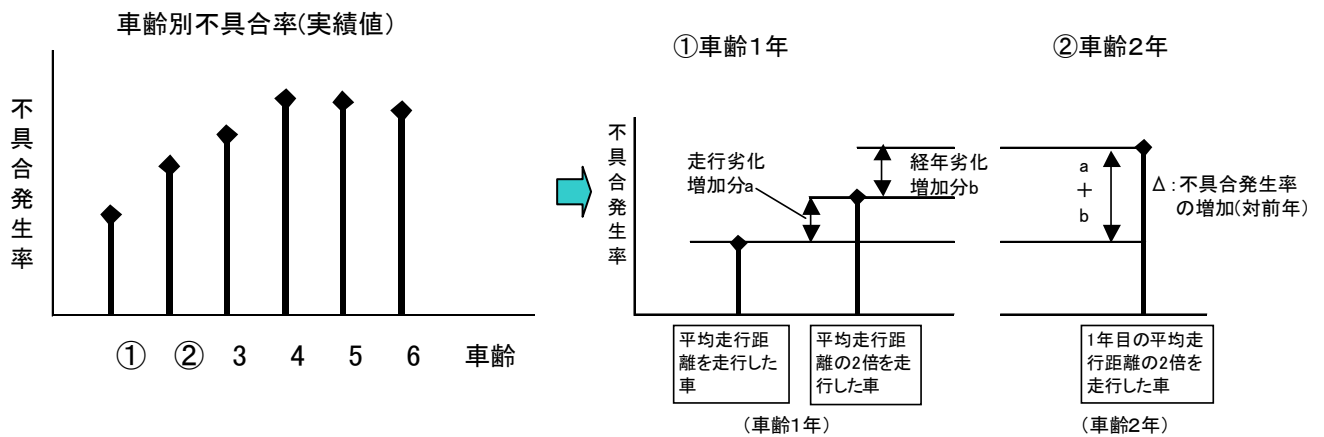 車齢別不具合率(実績値)
不具合発生率
① ② 3 4 5 6 車齢
①車齢1年
不具合発生率
走行劣化
増加分a
経年劣化
増加分b
平均走行距
離を走行した
車
平均走行距
離の2倍を走
行した車
(車齢1年)
②車齢2年
a
+
b
Δ:不具合発生率
の増加(対前年)
1年目の平均走
行距離の2倍を
走行した車
(車齢2年)